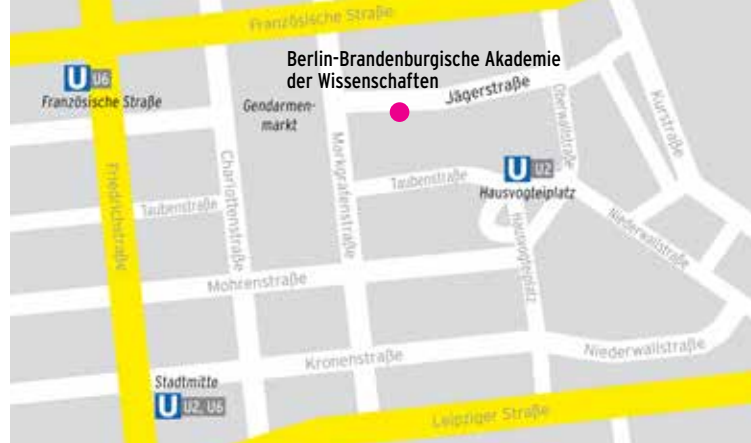 Französische Straße
Berlin-Brandenburgische Akademie
der Wissenschaften
U U6
Französische Straße
Gendarmen-
markt
Jägerstraße
Oberwallstraße
Kurstraße
Markgrafenstraße
Charlottenstraße
Friedrichstraße
Taubenstraße
Taubenstraße
U U2
Hausvogteiplatz
Hausvogteiplatz
Niederwallstraße
Mohrenstraße
Kronenstraße
Niederwallstraße
Stadtmitte
U U2, U6
Leipziger Straße